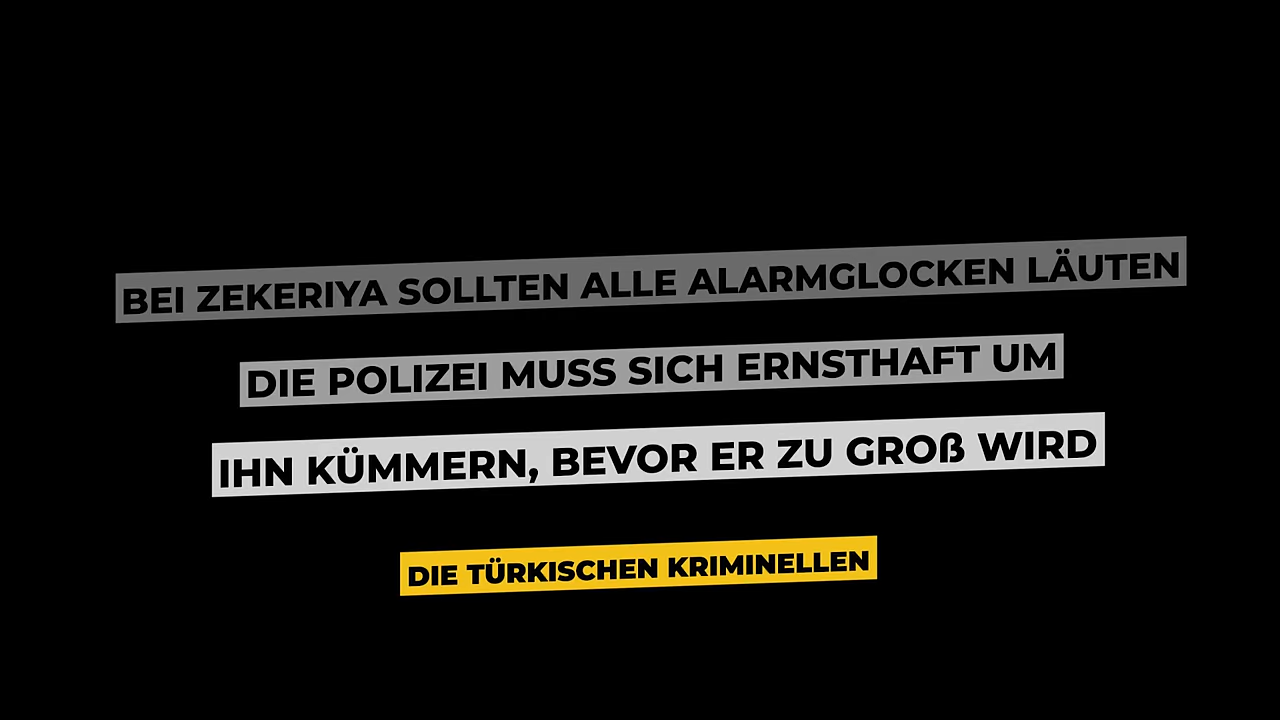 BEI ZEKERIYA SOLLTEN ALLE ALARMGLOCKEN LÄUTEN
DIE POLIZEI MUSS SICH ERNSTHAFT UM
IHN KÜMMERN, BEVOR ER ZU GROß WIRD
DIE TÜRKISCHEN KRIMINELLEN